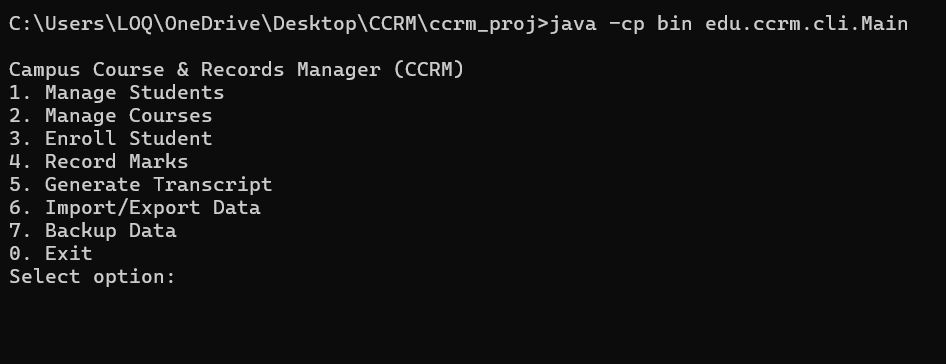 C:\Users\LOQ\OneDrive\Desktop\CCRM\ccrm_proj>java -cp bin edu.ccrm.cli.Main
Campus Course & Records Manager (CCRM)
1. Manage Students
2. Manage Courses
3. Enroll Student
4. Record Marks
5. Generate Transcript
6. Import/Export Data
7. Backup Data
0. Exit
Select option: